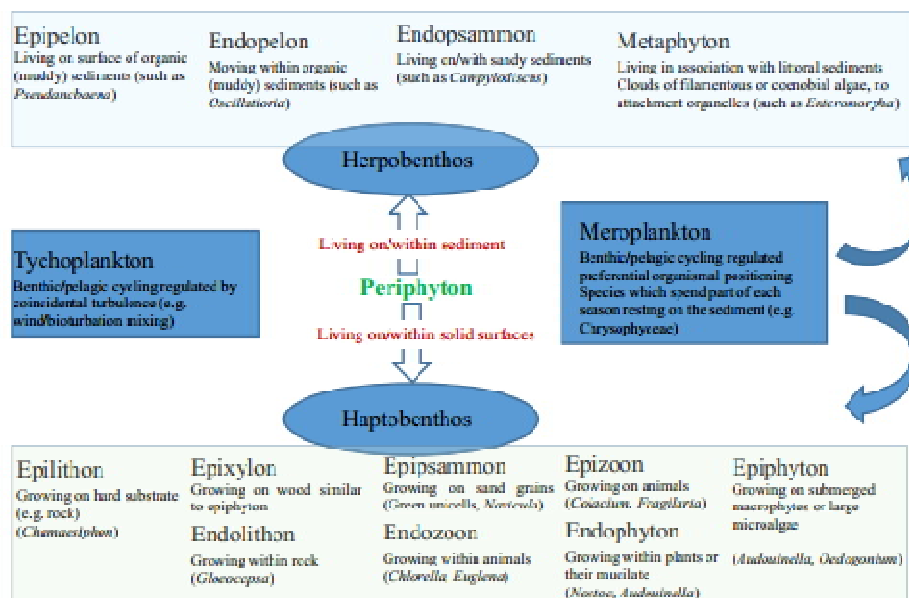 Epipelon
Living on surface of organic
(muddy) sediments (such as
Pseudanabaena)
Endopelon
Moving within organic
(muddy) sediments (such as
Oscillatioria)
Endopsammon
Living on/with sandy sediments
(such as Campylodiscus)
Metaphyton
Living in association with littoral sediments
Clouds of filamentous or coenobial algae, no
attachment organelles (such as Enteromorpha)
Herpobenthos
Living on/within sediment
Tychoplankton
Benthic/pelagic cyclingregulated by
coincidental turbulence (e.g.
wind/bioturbation mixing)
Periphyton
Meroplankton
Benthic/pelagic cycling regulated
preferential organismal positioning
Species which spend part of each
season resting on the sediment (e.g.
Chrysophyceae)
Living on/within solid surfaces
Haptobenthos
Epilithon
Growing on hard substrate
(e.g. rock)
(Chamaesiphon)
Epixylon
Growing on wood similar
to epiphyton
Endolithon
Growing within rock
(Gloeocapsa)
Epipsammon
Growing on sand grains
(Green unicells, Navicula)
Endozoon
Growing within animals
(Chlorella, Euglena)
Epizoon
Growing on animals
(Colacium, Fragilaria)
Endophyton
Growing within plants or
their mucilate
(Nostoc, Audouinella)
Epiphyton
Growing on submerged
macrophytes or large
microalgae
(Audouinella, Oedogonium)